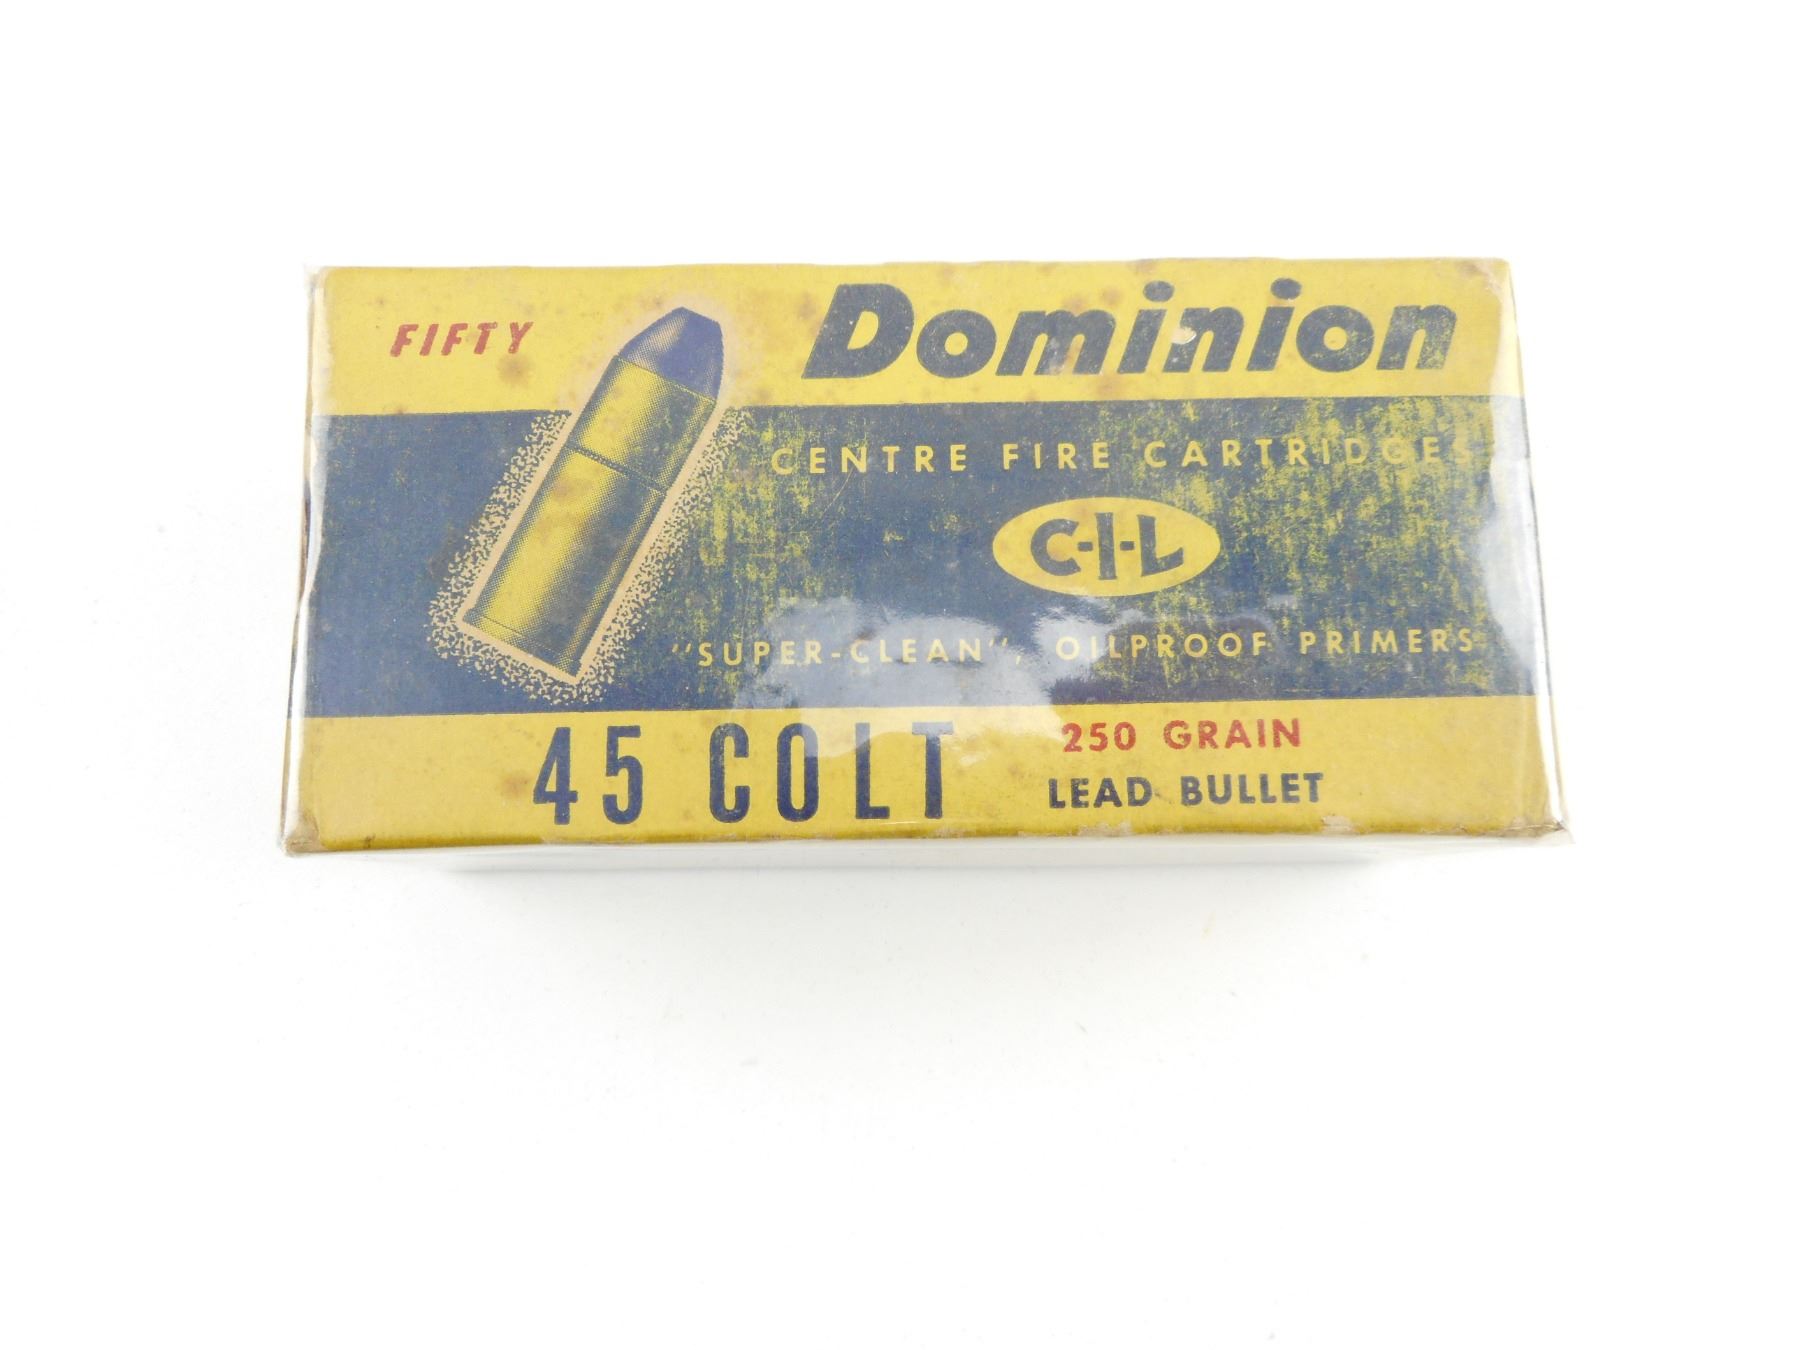 FIFTY
Dominion
CENTRE FIRE CARTRIDGES
C-I-L
"SUPER-CLEAN", OILPROOF PRIMERS
45 COLT
250 GRAIN
LEAD BULLET